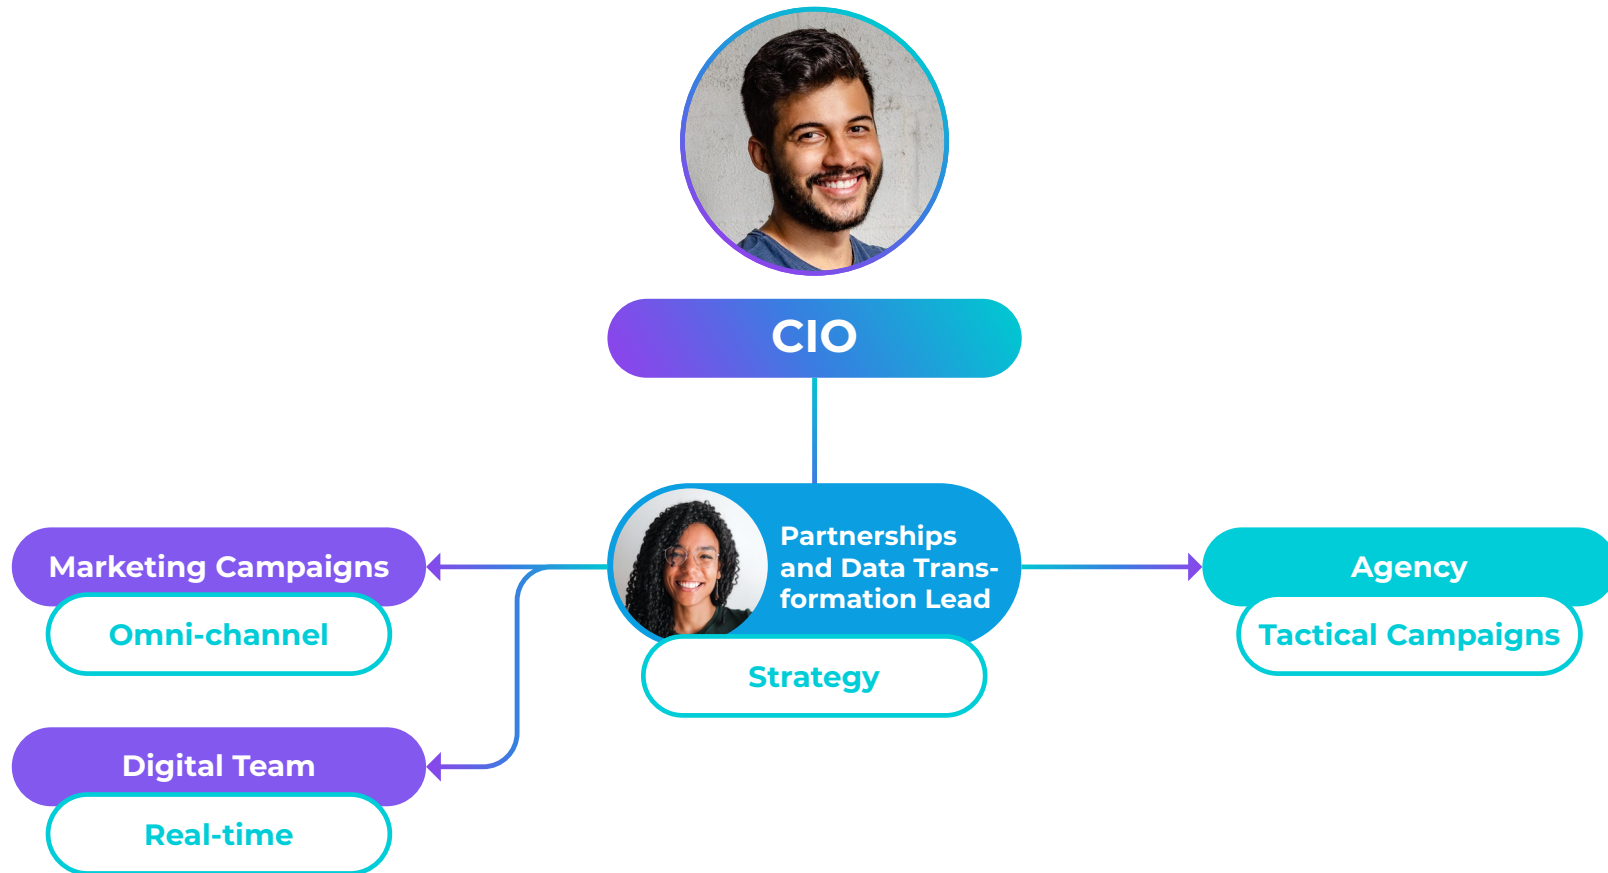 CIO
Partnerships
and Data Trans-
formation Lead
Strategy
Marketing Campaigns
Omni-channel
Digital Team
Real-time
Agency
Tactical Campaigns